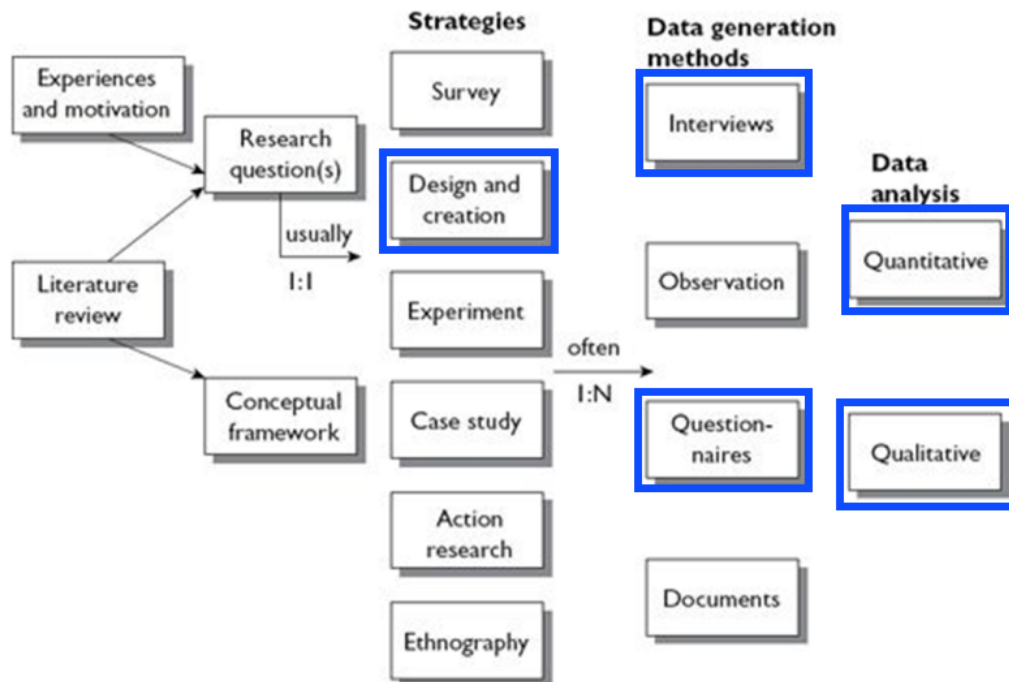 Experiences
and motivation
Literature
review
Research
question(s)
usually
1:1
Conceptual
framework
Strategies
Survey
Design and
creation
Experiment
Case study
Action
research
Ethnography
often
1:N
Data generation
methods
Interviews
Observation
Question-
naires
Documents
Data
analysis
Quantitative
Qualitative